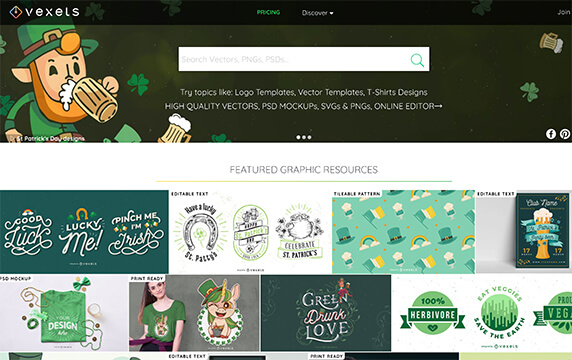 vexels
PRICING
Discover
Join
Search Vectors, PNGs, PSDs...
Try topics like: Logo Templates, Vector Templates, T-Shirts Designs
HIGH QUALITY VECTORS, PSD MOCKUPS, SVGs & PNGs, ONLINE EDITOR→
St Patrick's Day designs
FEATURED GRAPHIC RESOURCES
GOOD
Luck
LUCKY
Me!
PINCH ME
I'M
Irish
EDITABLE TEXT
Have a lucky
St. Patty's
CELEBRATE
ST. PATRICK'S
TILEABLE PATTERN
EDITABLE TEXT
Club Name
17
17
PSD MOCKUP
YOUR
DESIGN
Here
PRINT READY
GREEN
Drunk
LOVE
100%
HERBIVORE
EAT VEGGIES
SAVE THE EARTH
VEGA
EDITABLE TEXT
PRINT READY